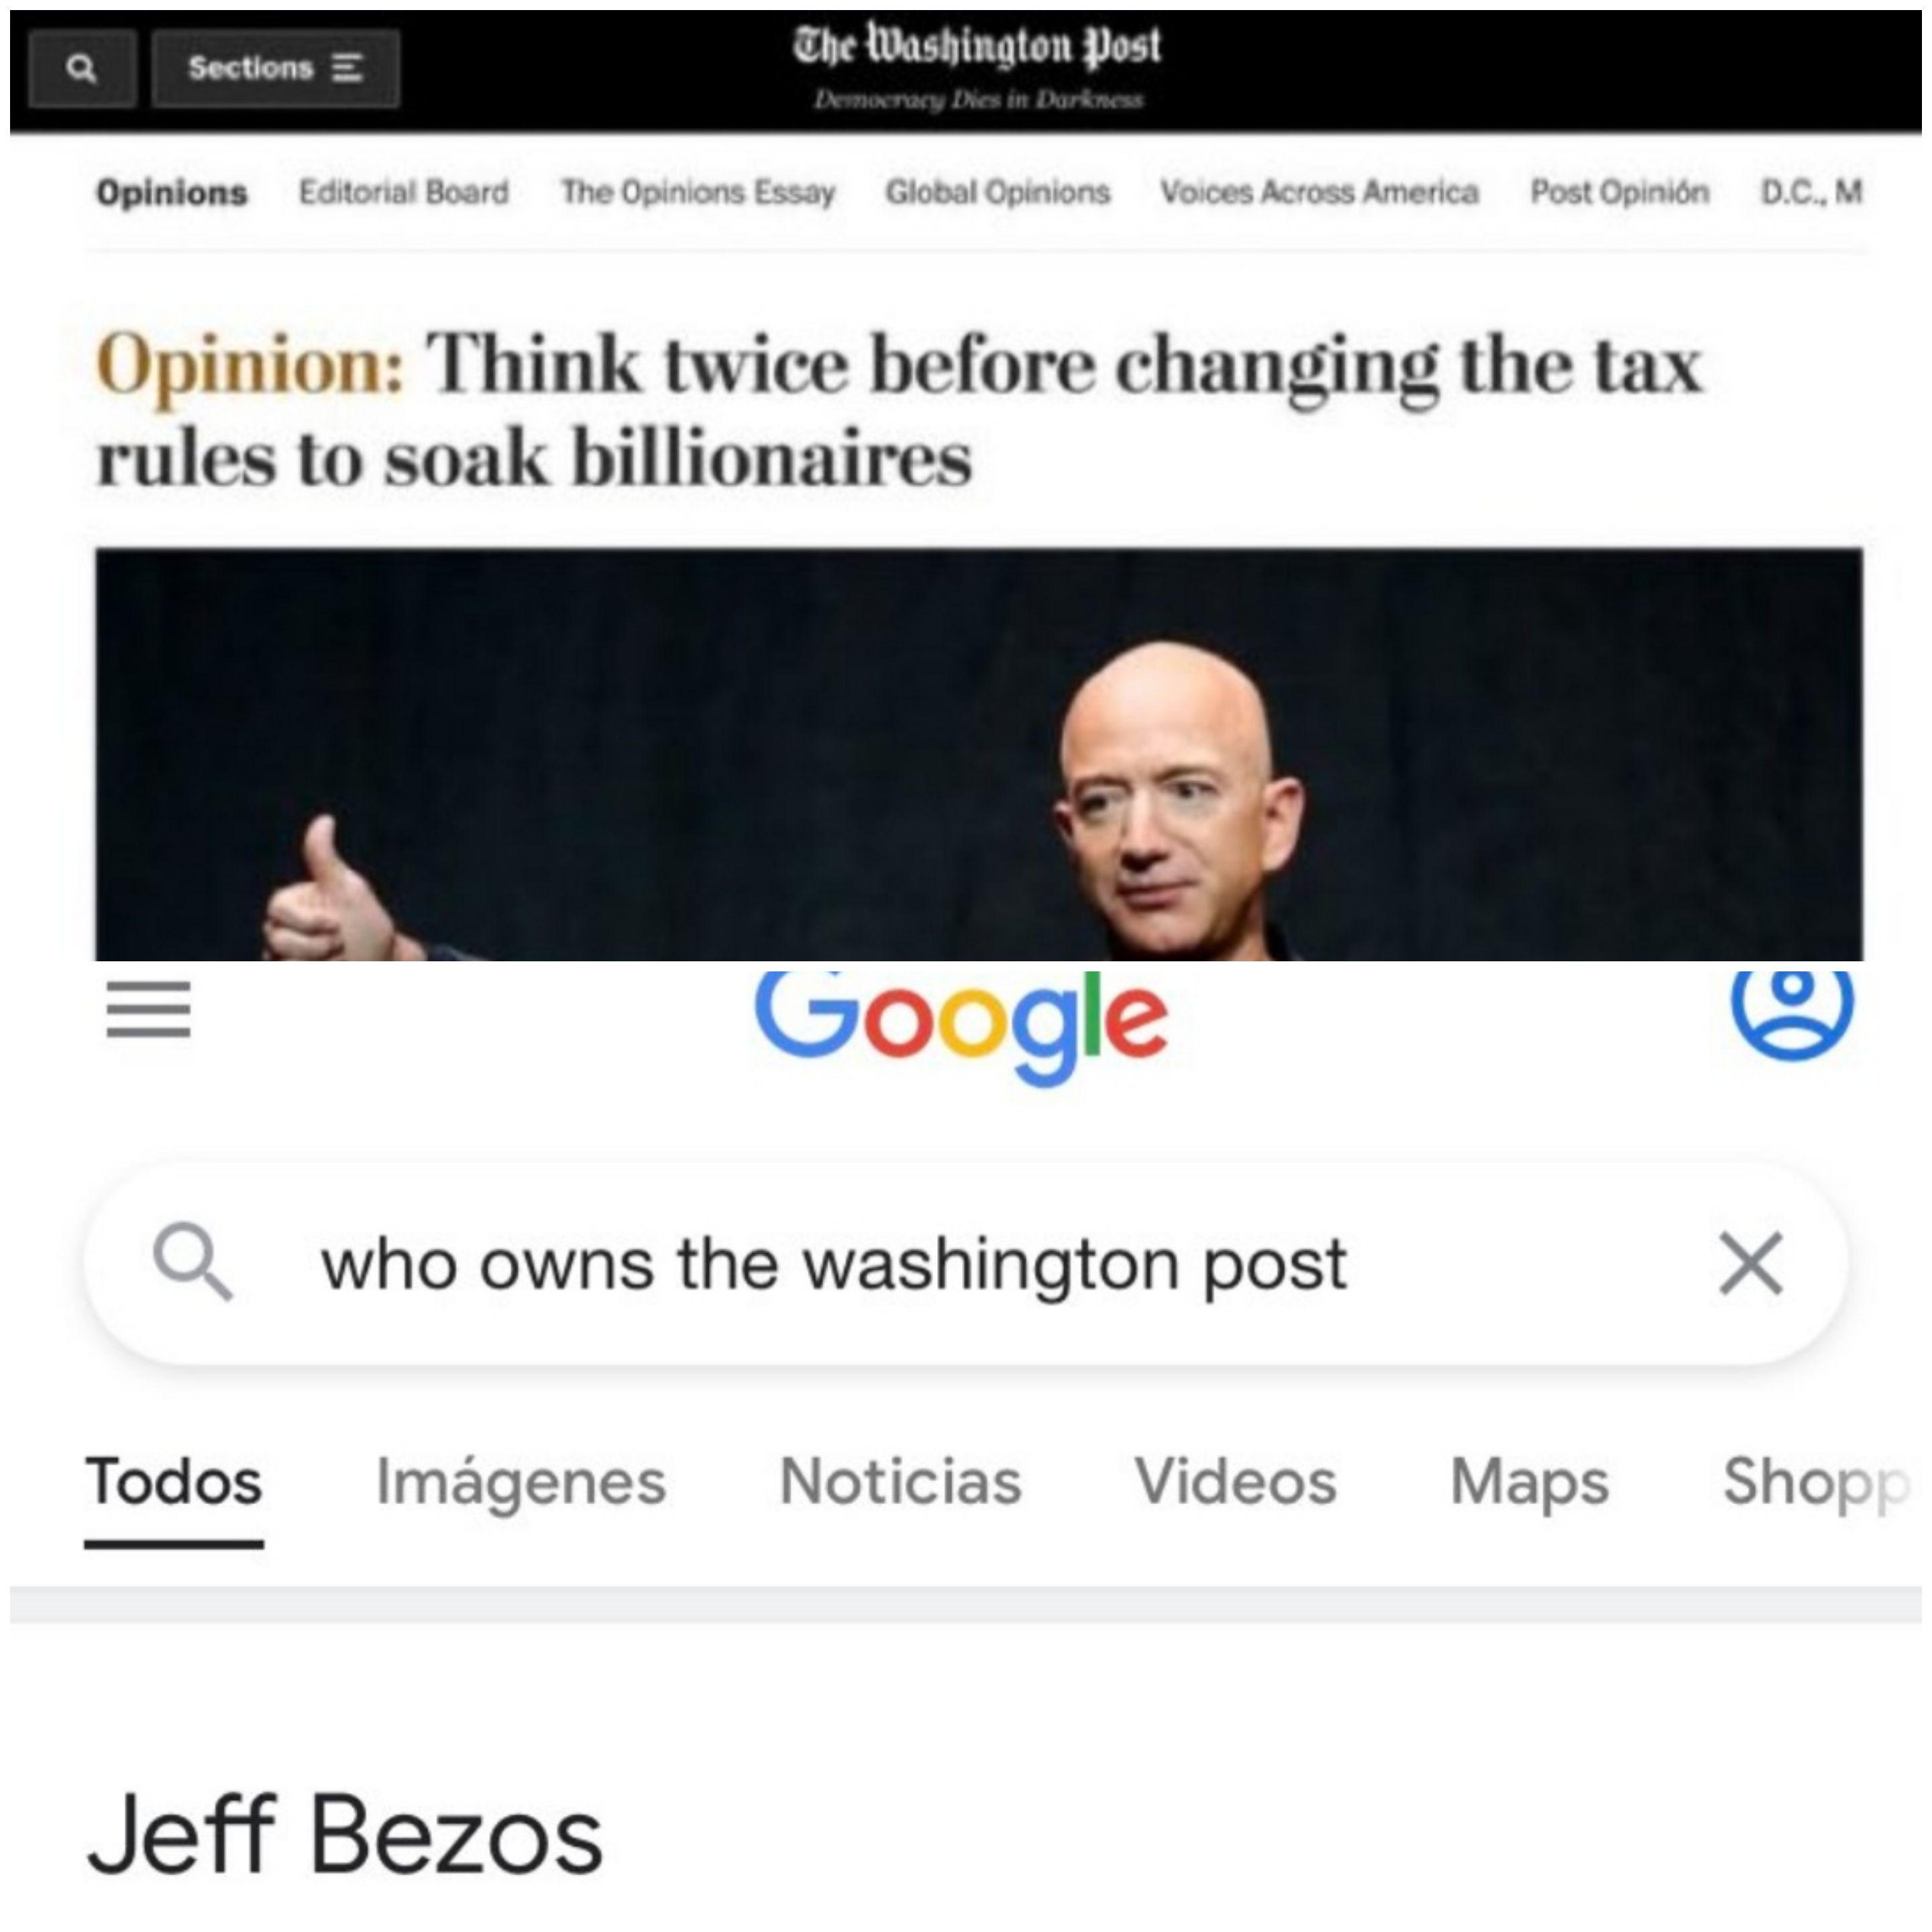 Sections
The Washington Post
Democracy Dies in Darkness
Opinions Editorial Board The Opinions Essay Global Opinions Voices Across America Post Opinión D.C., M
Opinion: Think twice before changing the tax
rules to soak billionaires
Google
who owns the washington post
Todos Imágenes Noticias Videos Maps Shopp
Jeff Bezos